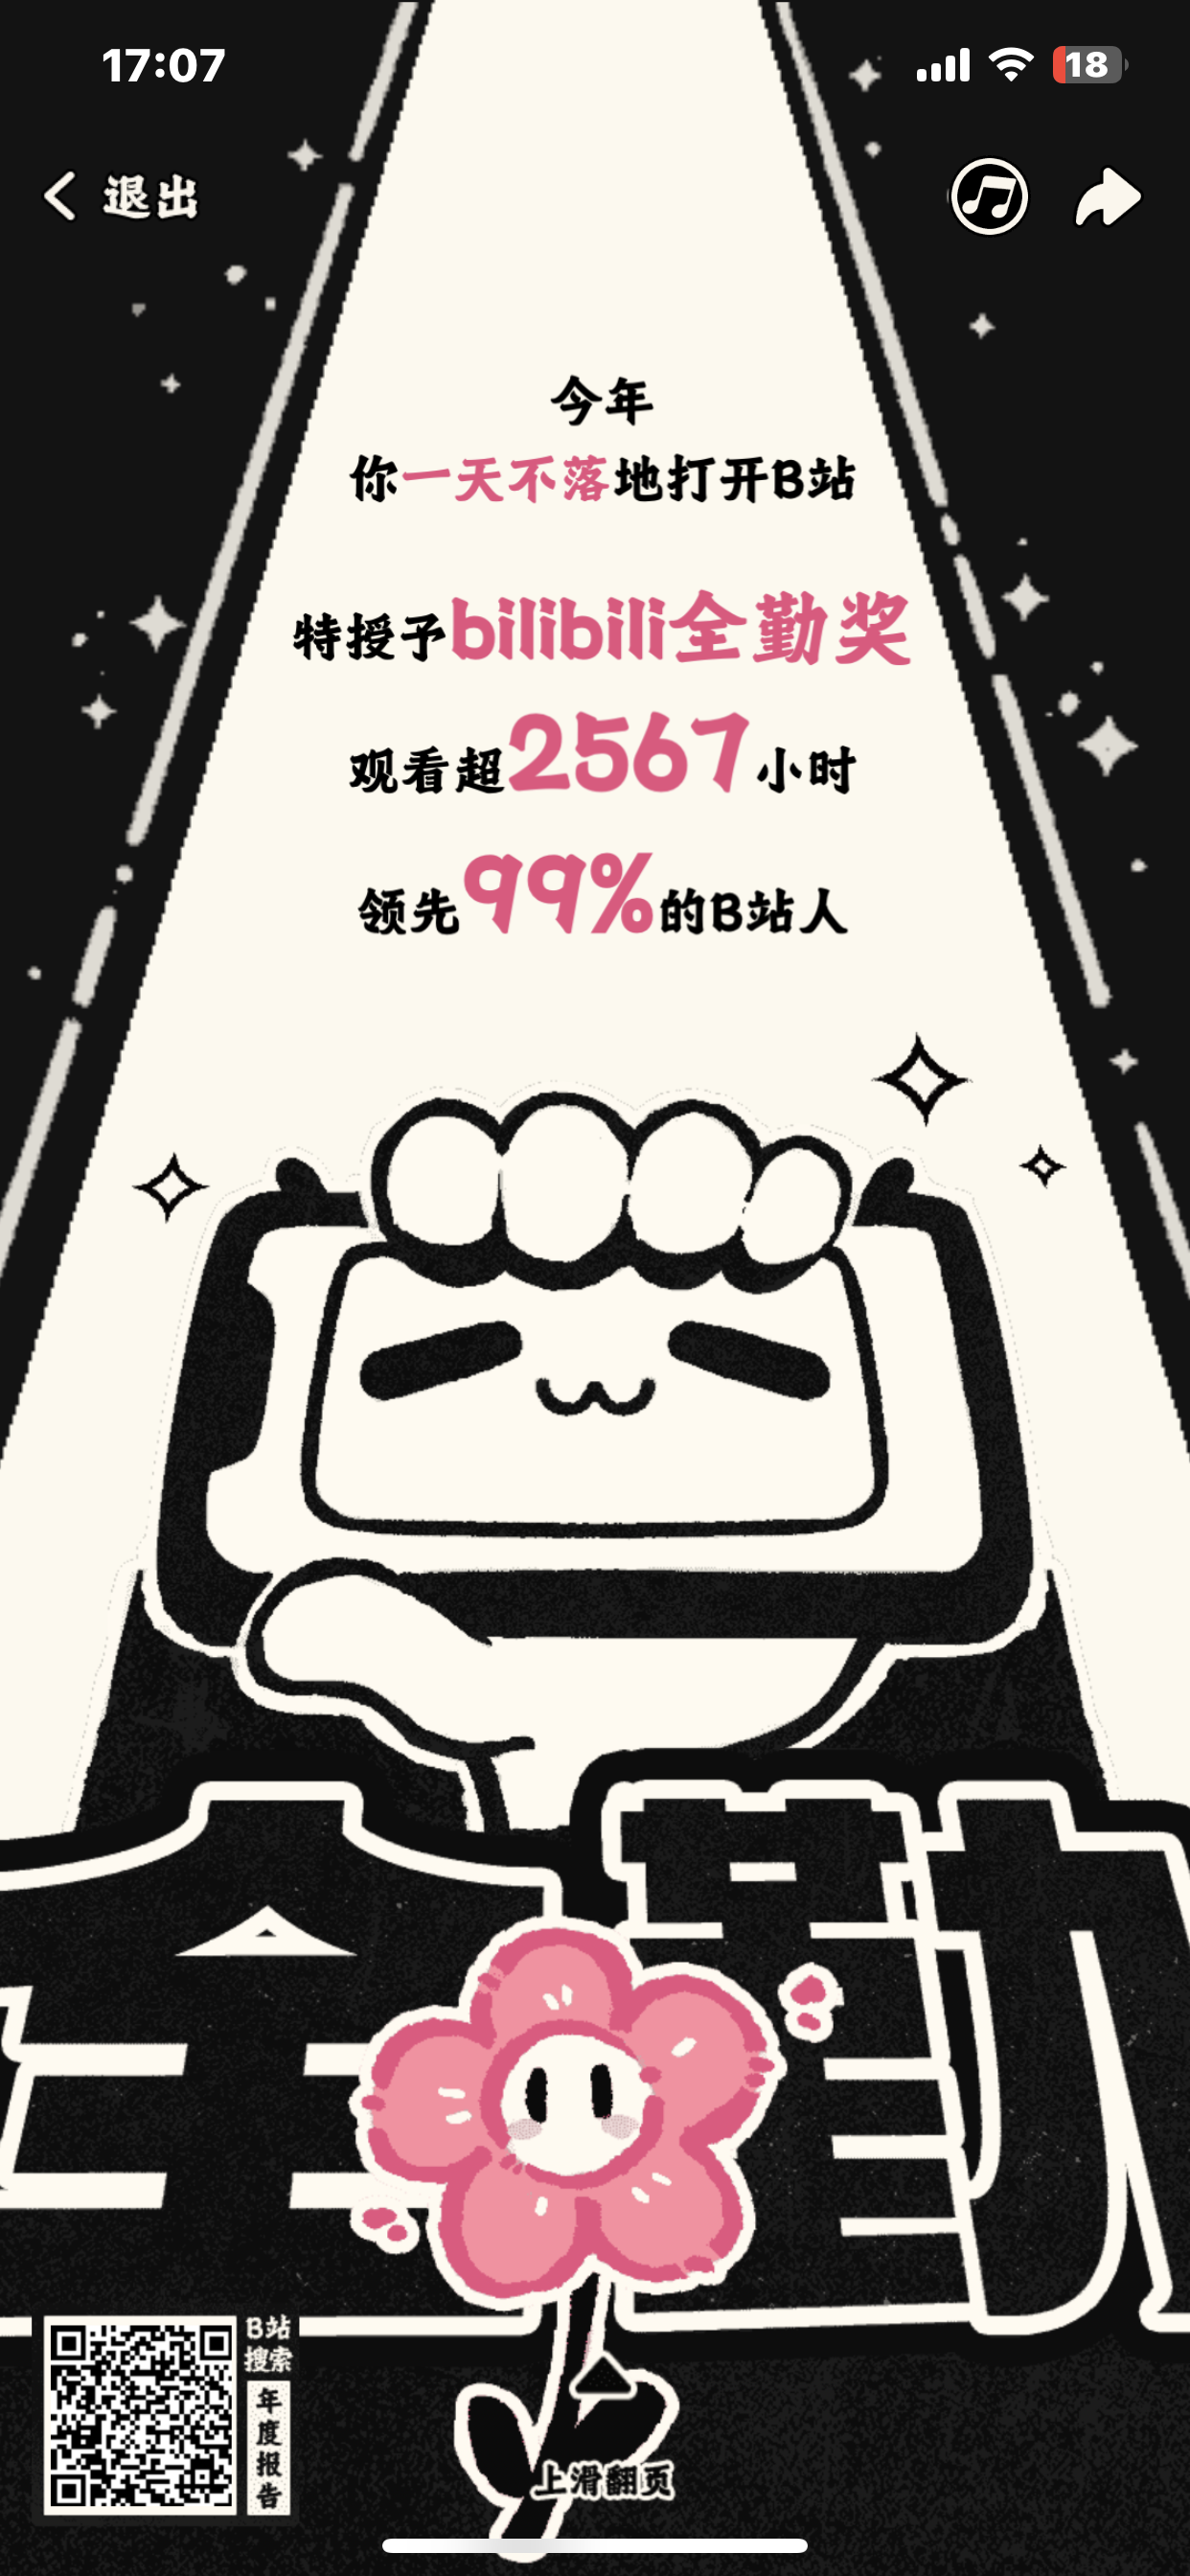 17:07
18
退出
今年
你一天不落地打开B站
特授予bilibili全勤奖
观看超2567小时
领先99%的B站人
全勤
B站
搜索
年度报告
上滑翻页